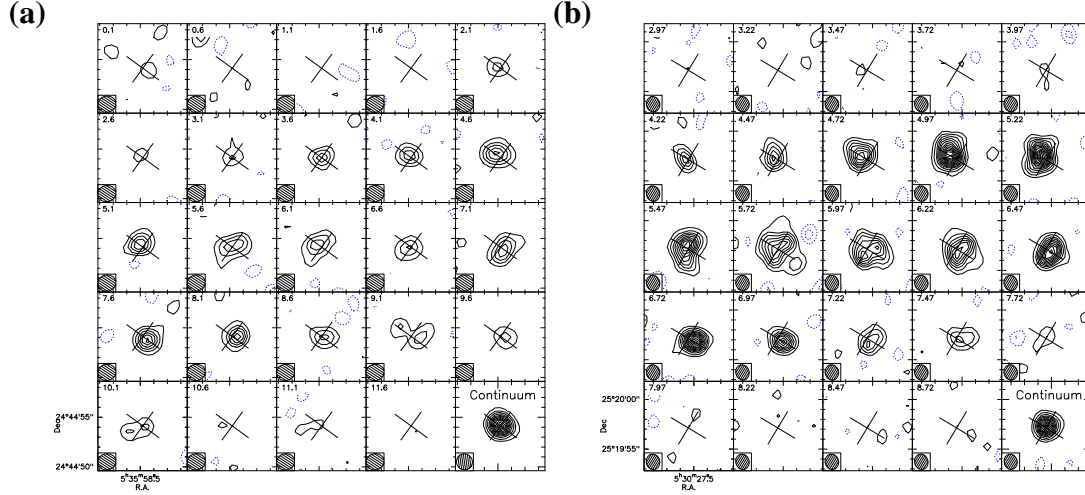 (a) (b)
0.1 0.6 1.1 1.6 2.1
2.97 3.22 3.47 3.72 3.97
2.6 3.1 3.6 4.1 4.6
4.22 4.47 4.72 4.97 5.22
5.1 5.6 6.1 6.6 7.1
5.47 5.72 5.97 6.22 6.47
7.6 8.1 8.6 9.1 9.6
6.72 6.97 7.22 7.47 7.72
10.1 10.6 11.1 11.6 Continuum
7.97 8.22 8.47 8.72 Continuum
24°44'55"
Dec
24°44'50"
5ʰ35ᵐ58ˢ.5
R.A.
25°20'00"
Dec
25°19'55"
5ʰ30ᵐ27ˢ.5
R.A.